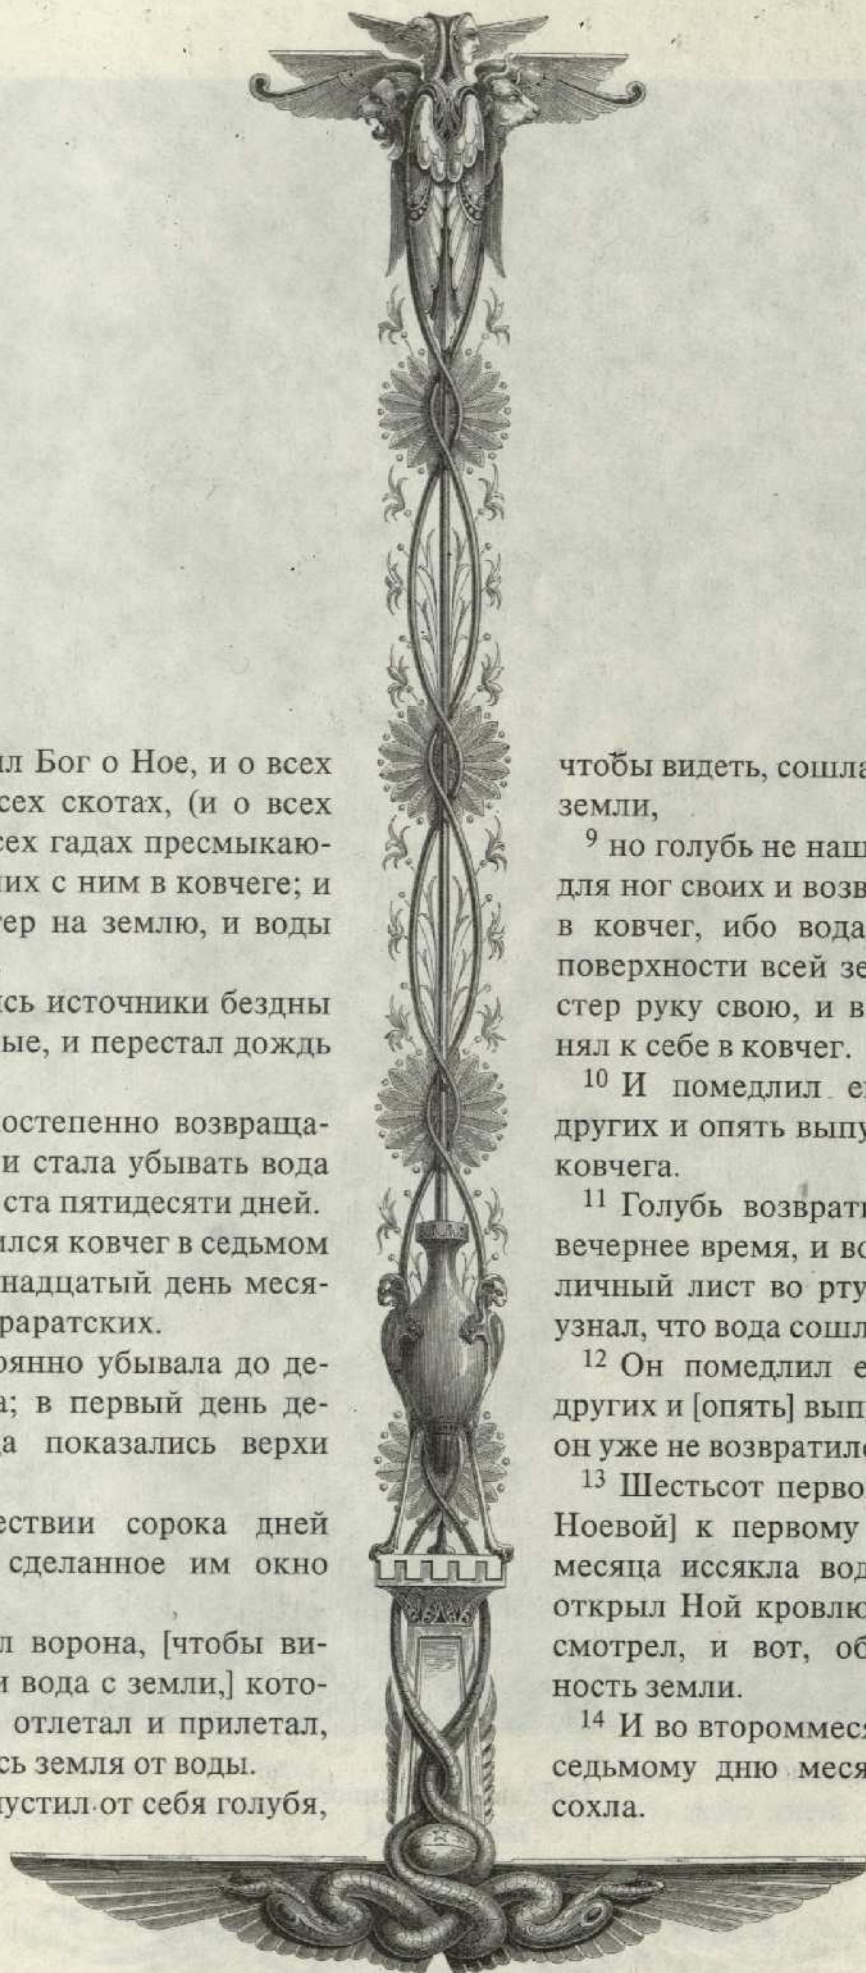 ил Бог о Ное, и о всех
сех скотах, (и о всех
сех гадах пресмыкаю-
них с ним в ковчеге; и
тер на землю, и воды
сь источники бездны
ые, и перестал дождь
остепенно возвраща-
и стала убывать вода
ста пятидесяти дней.
ился ковчег в седьмом
надцатый день меся-
раратских.
оянно убывала до де-
а; в первый день де-
да показались верхи
ествии сорока дней
сделанное им окно
л ворона, [чтобы ви-
и вода с земли,] кото-
отлетал и прилетал,
сь земля от воды.
пустил от себя голубя,
чтобы видеть, сошла
земли,
9 но голубь не наш
для ног своих и возв
в ковчег, ибо вода
поверхности всей зе
стер руку свою, и в
нял к себе в ковчег.
10 И помедлил е
других и опять выпу
ковчега.
11 Голубь возврати
вечернее время, и во
личный лист во рту
узнал, что вода сошл
12 Он помедлил е
других и [опять] вып
он уже не возвратил
13 Шестьсот перво
Ноевой] к первому
месяца иссякла вод
открыл Ной кровлю
смотрел, и вот, об
ность земли.
14 И во второммеся
седьмому дню меся
сохла.